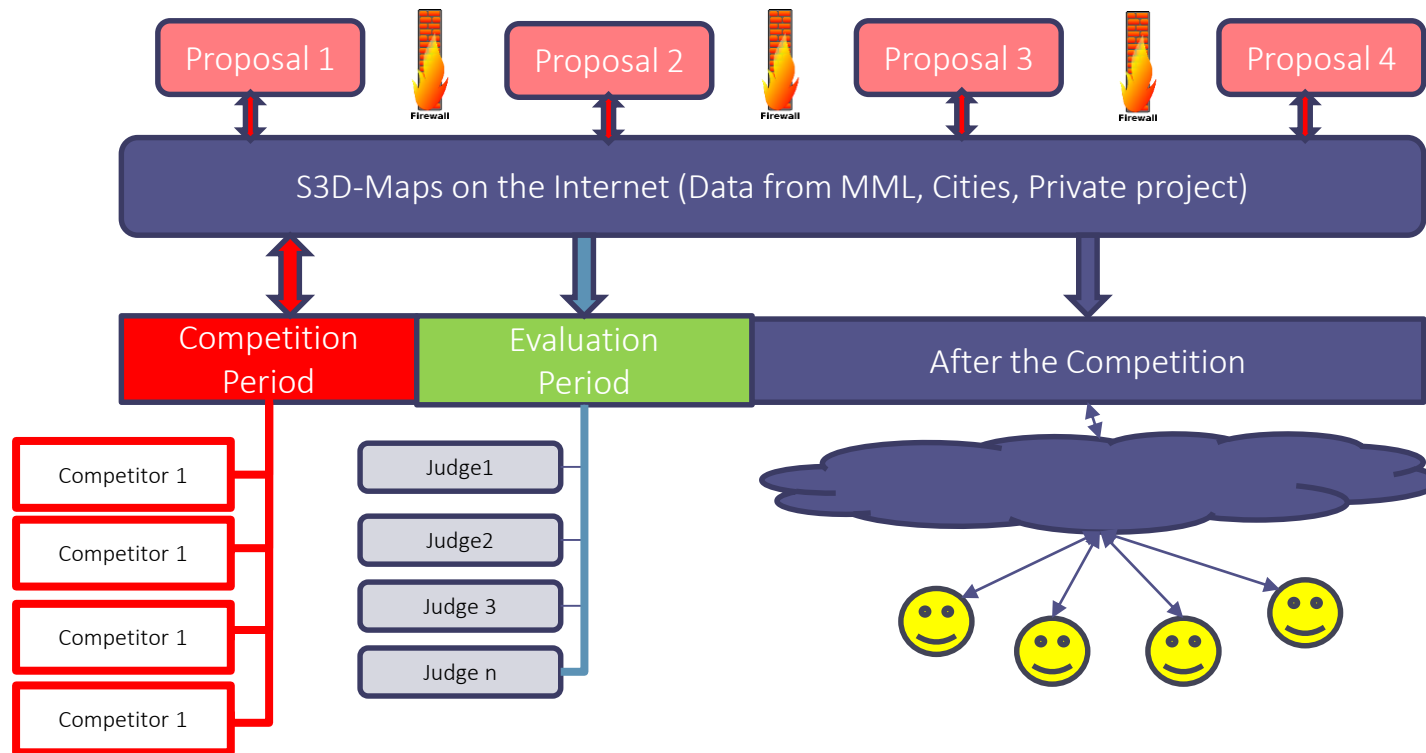 Proposal 1
Proposal 2
Proposal 3
Proposal 4
Firewall
Firewall
Firewall
S3D-Maps on the Internet (Data from MML, Cities, Private project)
Competition
Period
Evaluation
Period
After the Competition
Competitor 1
Competitor 1
Competitor 1
Competitor 1
Judge1
Judge2
Judge 3
Judge n